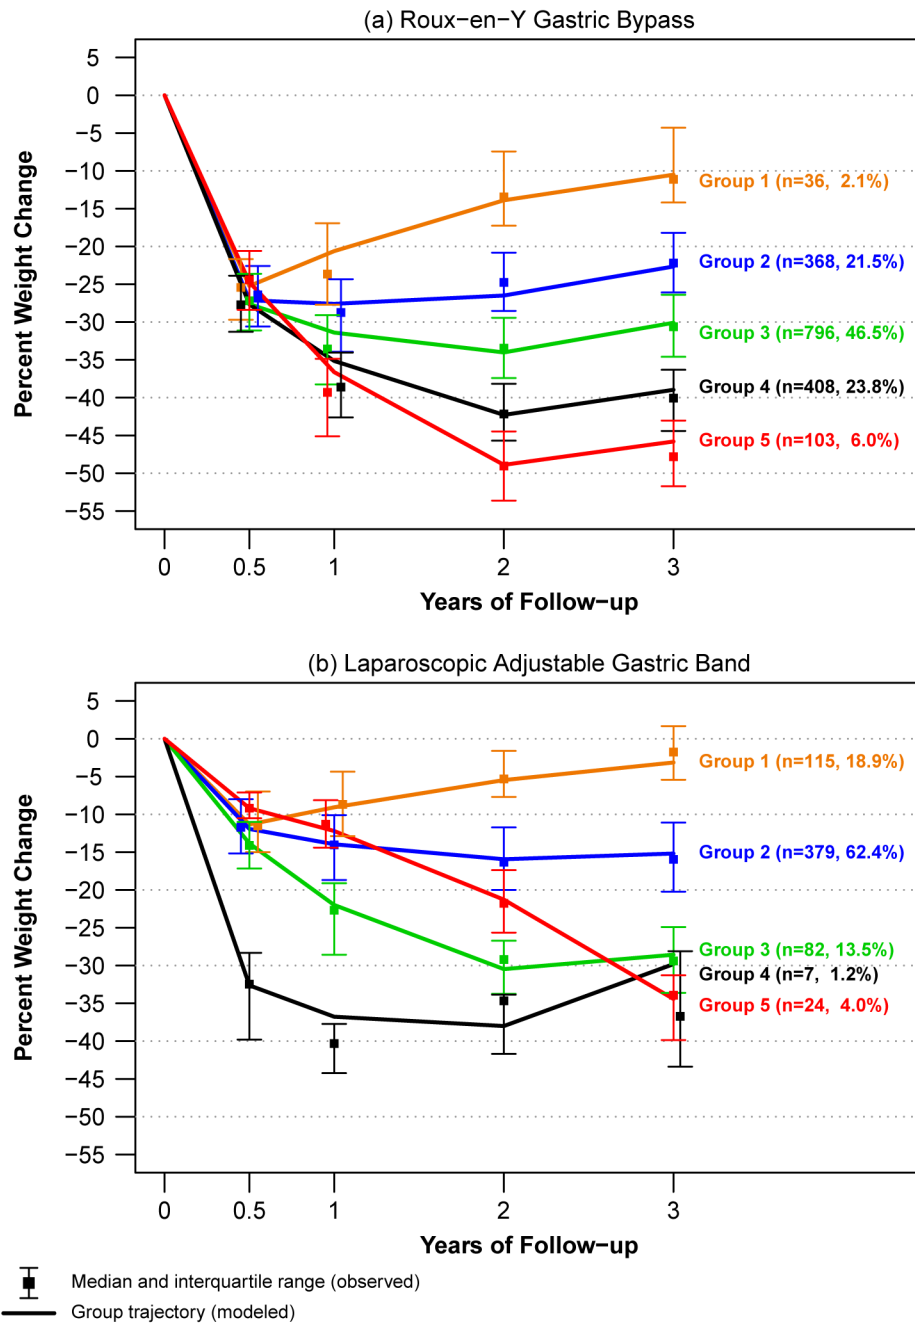 (a) Roux−en−Y Gastric Bypass
5
0
−5
−10
−15
−20
−25
−30
−35
−40
−45
−50
−55
Percent Weight Change
Group 1 (n=36, 2.1%)
Group 2 (n=368, 21.5%)
Group 3 (n=796, 46.5%)
Group 4 (n=408, 23.8%)
Group 5 (n=103, 6.0%)
0 0.5 1 2 3
Years of Follow−up
(b) Laparoscopic Adjustable Gastric Band
5
0
−5
−10
−15
−20
−25
−30
−35
−40
−45
−50
−55
Percent Weight Change
Group 1 (n=115, 18.9%)
Group 2 (n=379, 62.4%)
Group 3 (n=82, 13.5%)
Group 4 (n=7, 1.2%)
Group 5 (n=24, 4.0%)
0 0.5 1 2 3
Years of Follow−up
Median and interquartile range (observed)
Group trajectory (modeled)